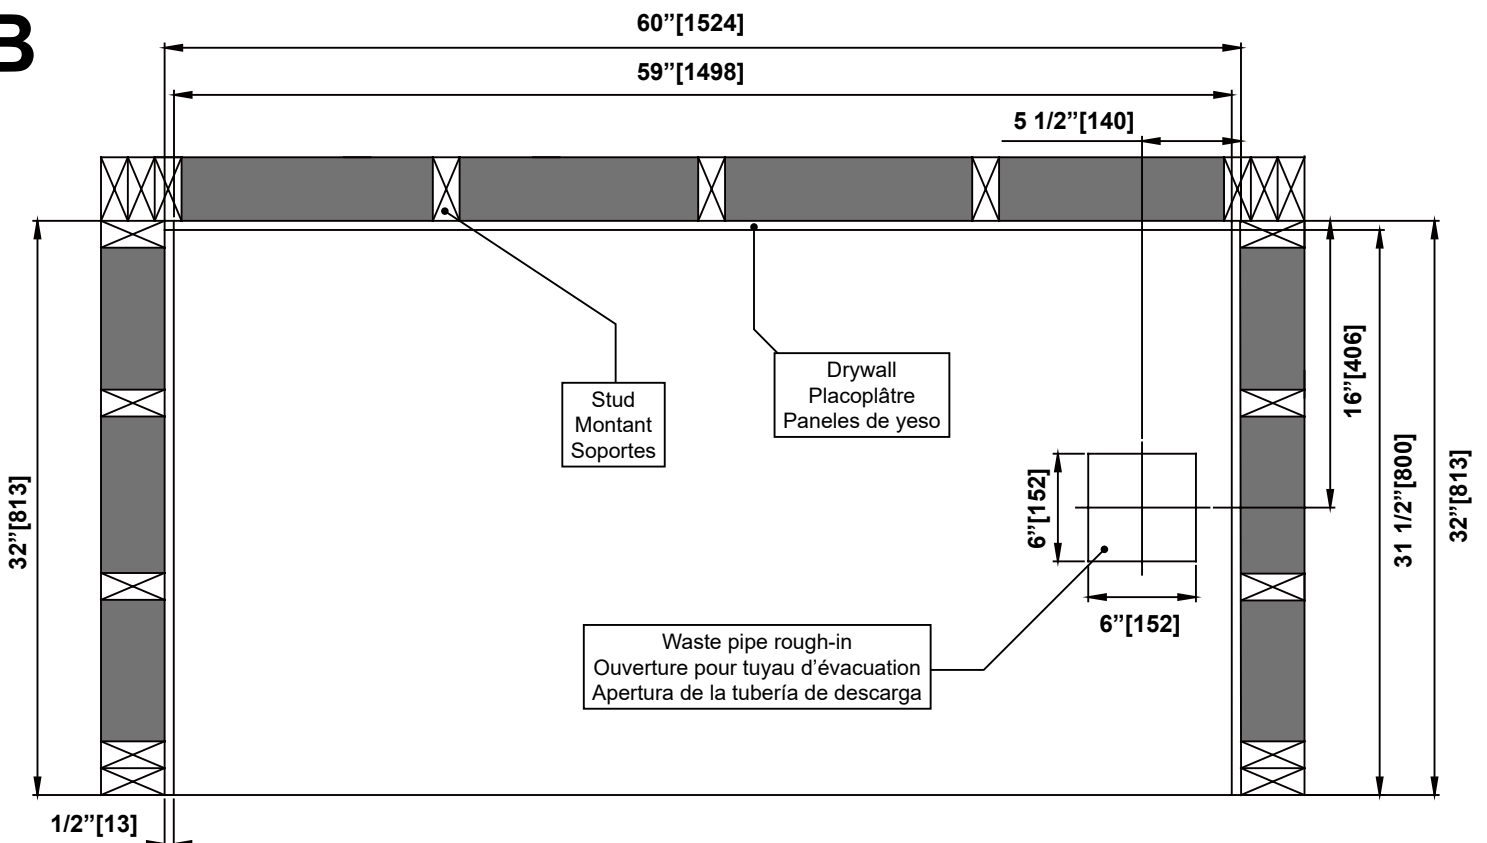 B
60”[1524]
59”[1498]
5 1/2”[140]
Drywall
Placoplâtre
Paneles de yeso
Stud
Montant
Soportes
16”[406]
31 1/2”[800]
32”[813]
32”[813]
6”[152]
6”[152]
Waste pipe rough-in
Ouverture pour tuyau d’évacuation
Apertura de la tubería de descarga
1/2”[13]